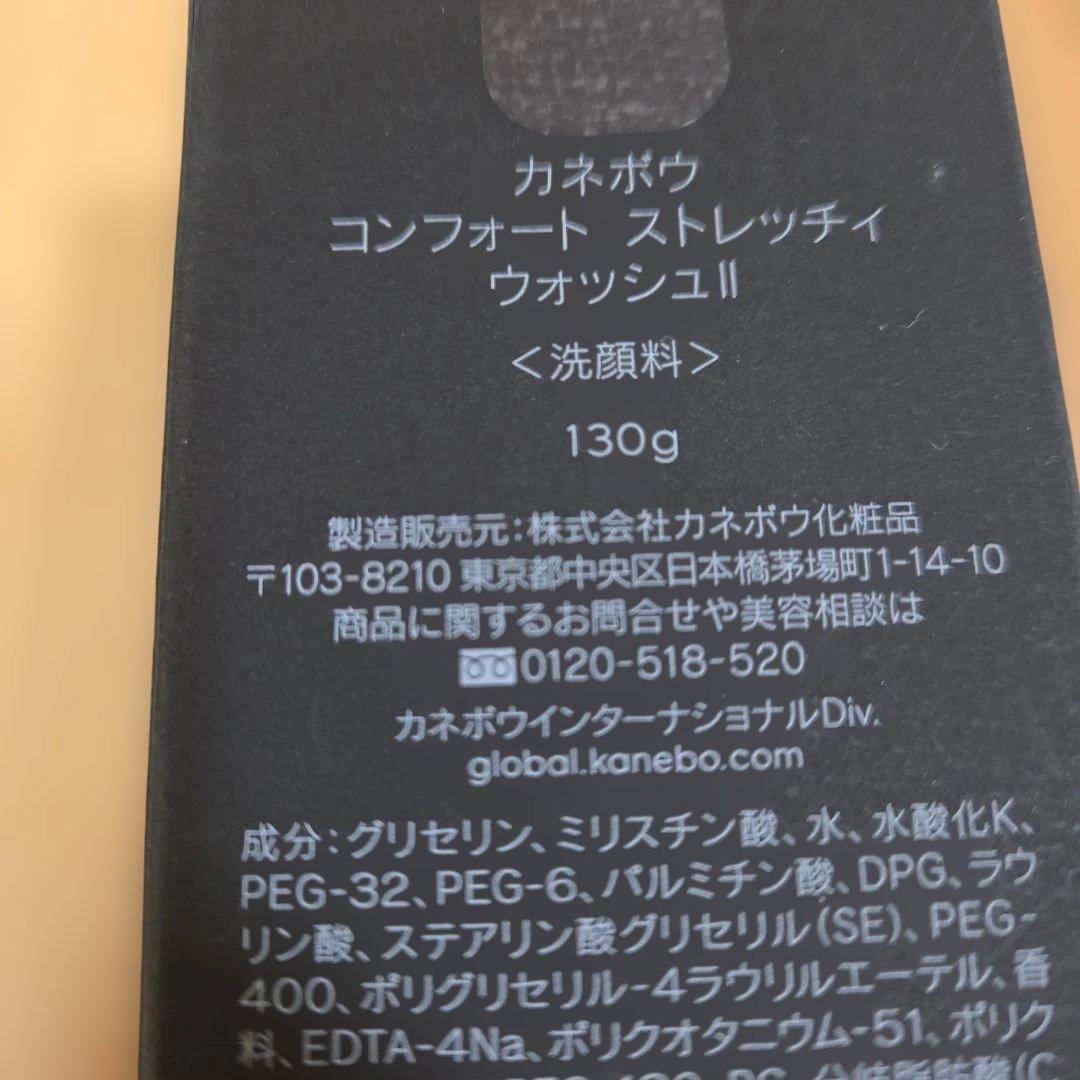 カネボウ
コンフォート ストレッチィ
ウォッシュII
<洗顔料>
130g
製造販売元:株式会社カネボウ化粧品
〒103-8210 東京都中央区日本橋茅場町1-14-10
商品に関するお問合せや美容相談は
0120-518-520
カネボウインターナショナルDiv.
global.kanebo.com
成分:グリセリン、ミリスチン酸、水、水酸化K、
PEG-32、PEG-6、パルミチン酸、DPG、ラウ
リン酸、ステアリン酸グリセリル(SE)、PEG-
400、ポリグリセリル-4ラウリルエーテル、香
料、EDTA-4Na、ポリクオタニウム-51、ポリク